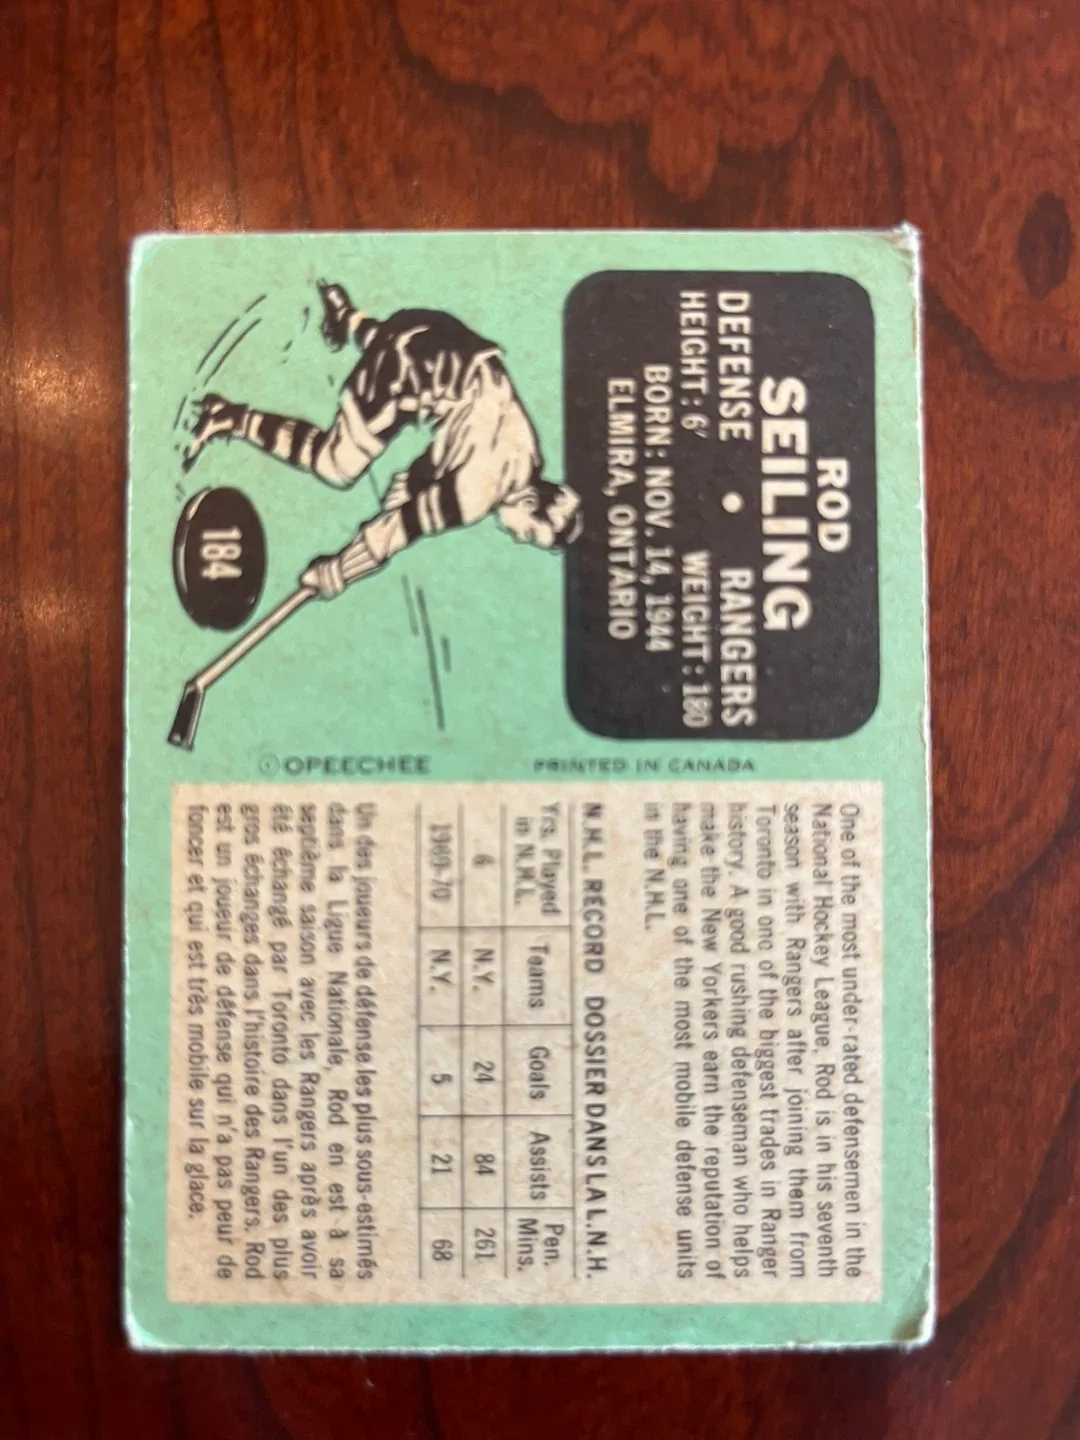 ROD
SEILING
DEFENSE • RANGERS
HEIGHT: 6' WEIGHT: 180
BORN: NOV. 14, 1944
ELMIRA, ONTARIO
184
© OPEECHEE
PRINTED IN CANADA
One of the most under-rated defensemen in the
National Hockey League, Rod is in his seventh
season with Rangers after joining them from
Toronto in one of the biggest trades in Ranger
history. A good rushing defenseman who helps
make the New Yorkers earn the reputation of
having one of the most mobile defense units
in the N.H.L.
N.H.L. RECORD DOSSIER DANS LA L.N.H.
Yrs. Played in N.H.L. Teams Goals Assists Pen. Mins.
6 N.Y. 24 84 261
1969-70 N.Y. 5 21 68
Un des joueurs de défense les plus sous-estimés
dans la Ligue Nationale, Rod en est à sa
septième saison avec les Rangers après avoir
été échangé par Toronto dans l'un des plus
gros échanges dans l'histoire des Rangers. Rod
est un joueur de défense qui n'a pas peur de
foncer et qui est très mobile sur la glace.